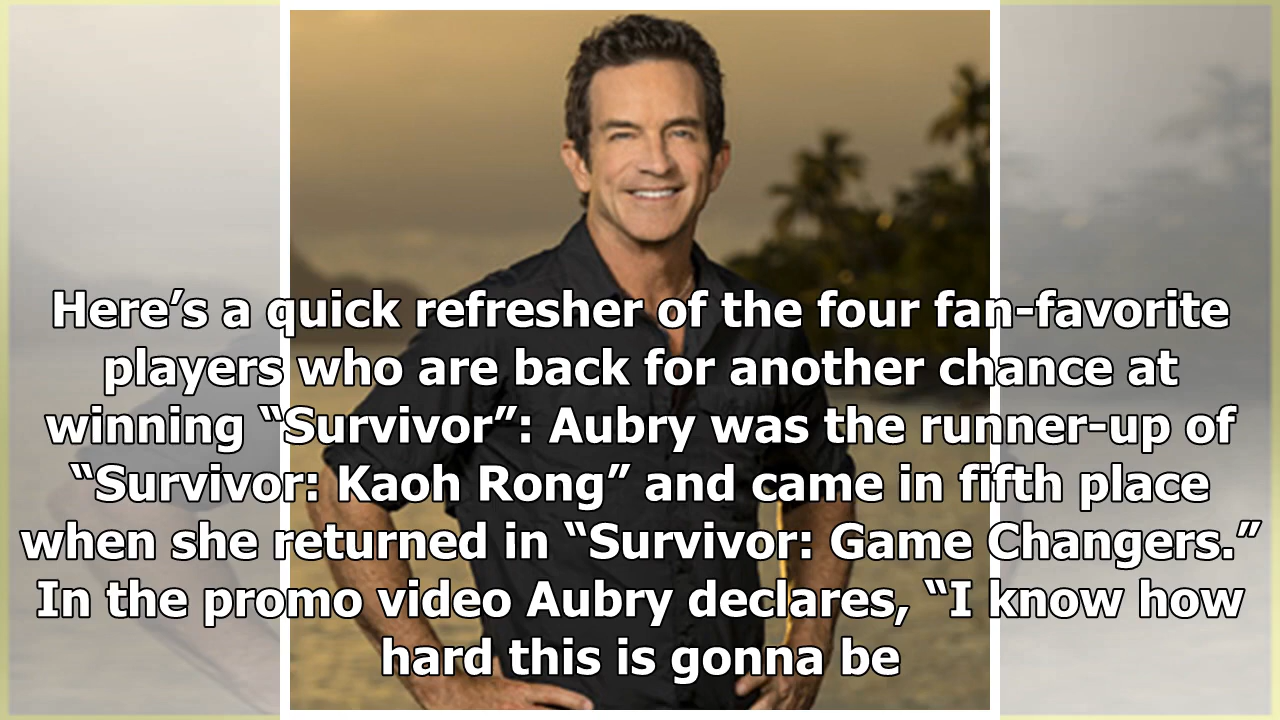 Here’s a quick refresher of the four fan-favorite
players who are back for another chance at
winning “Survivor”: Aubry was the runner-up of
“Survivor: Kaoh Rong” and came in fifth place
when she returned in “Survivor: Game Changers.”
In the promo video Aubry declares, “I know how
hard this is gonna be